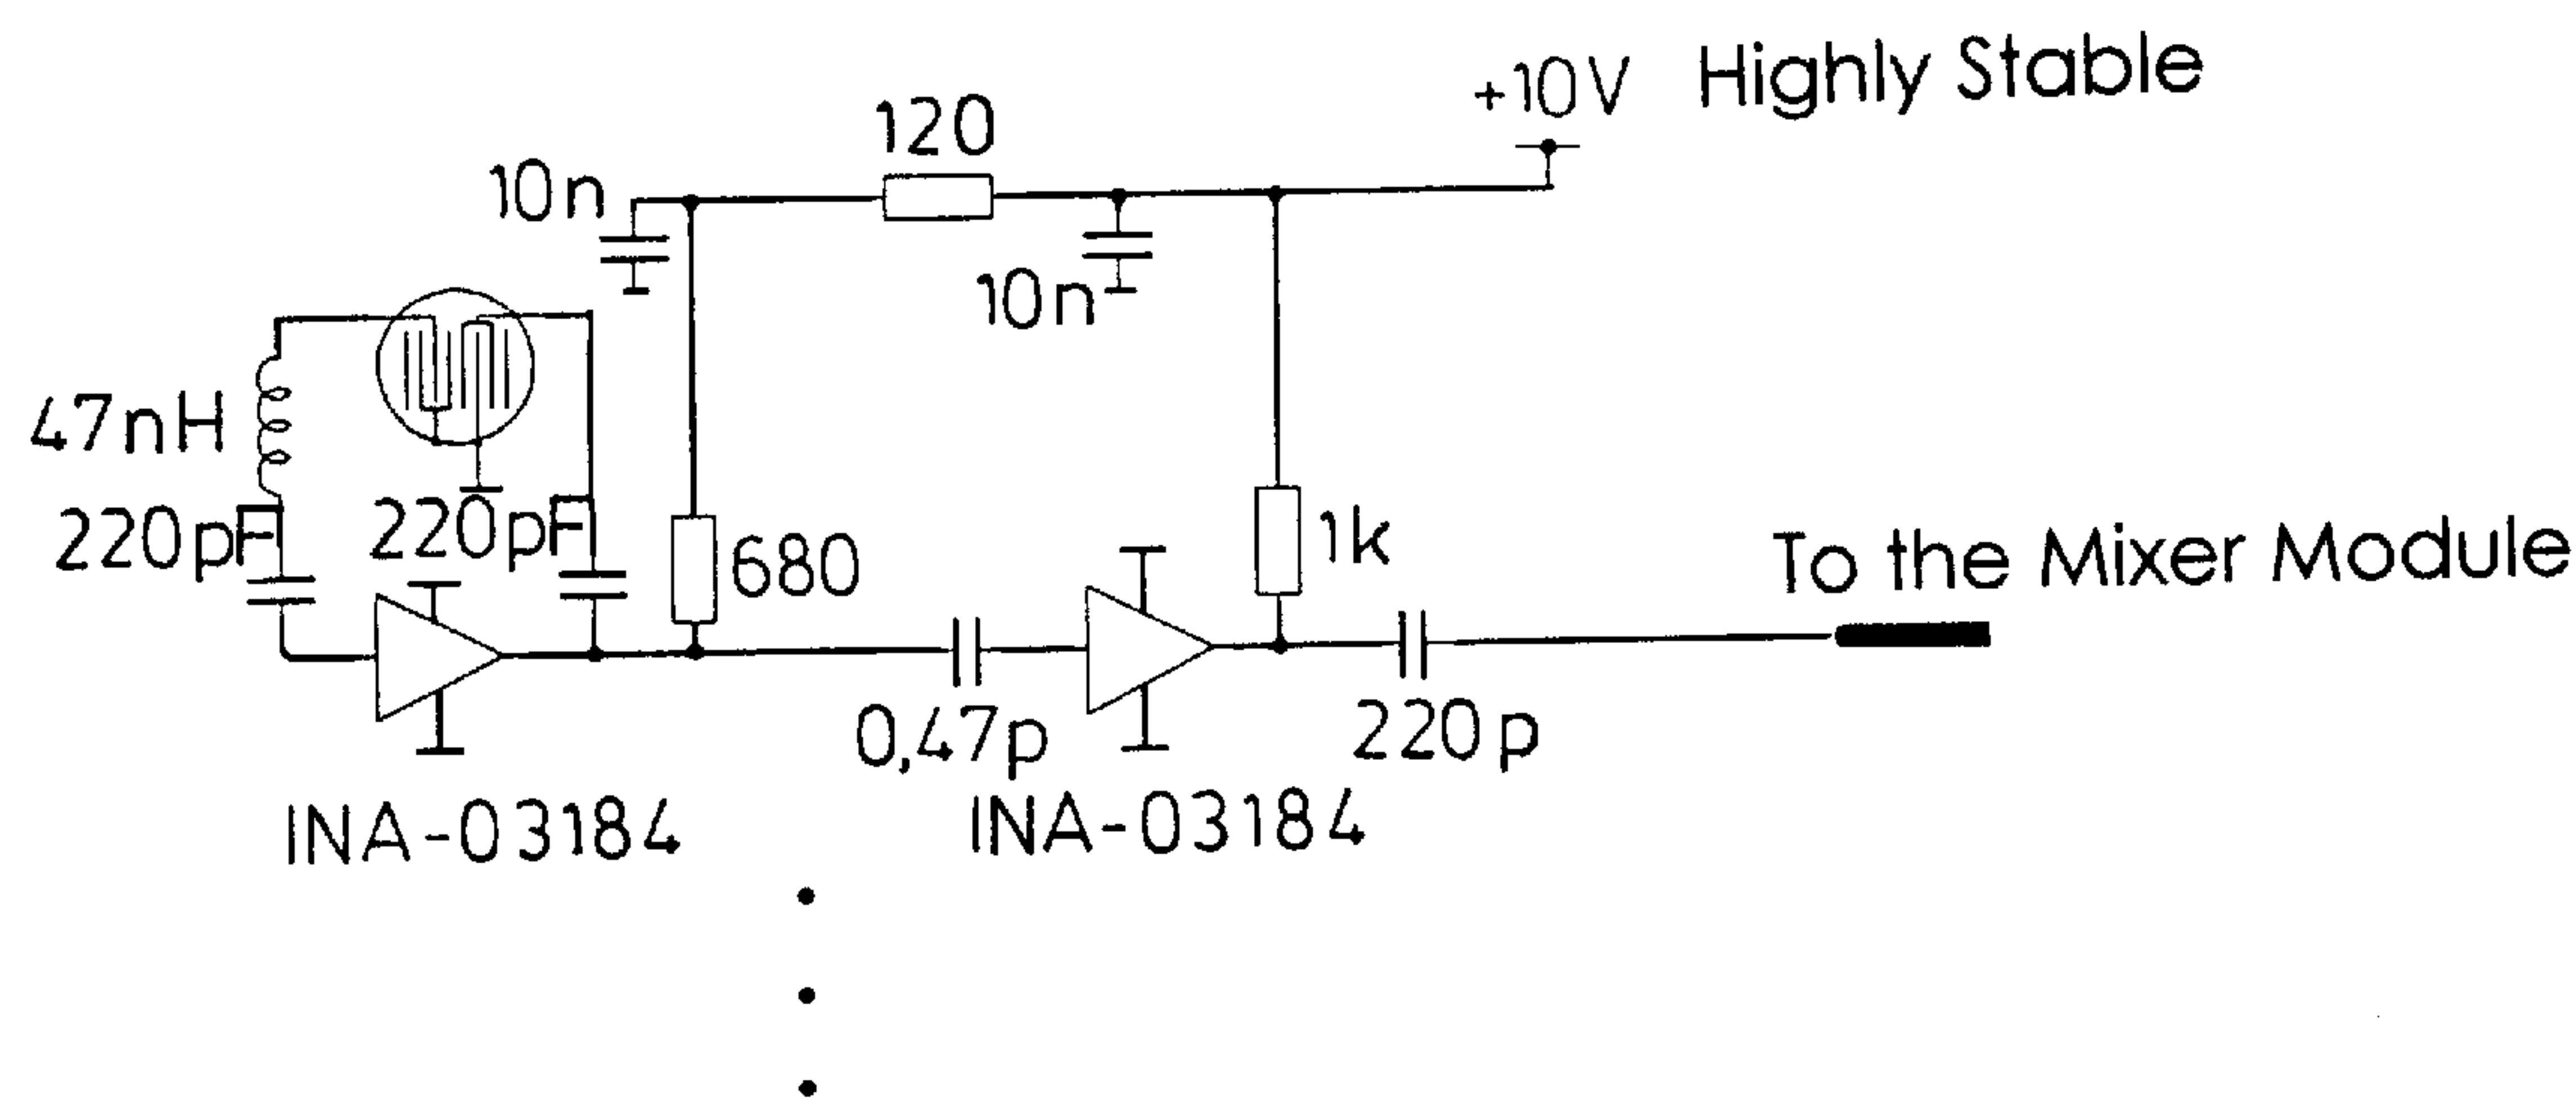 +10V Highly Stable
120
10n
10n
47nH
220pF
220pF
680
1k
To the Mixer Module
0,47p
220p
INA-03184
INA-03184